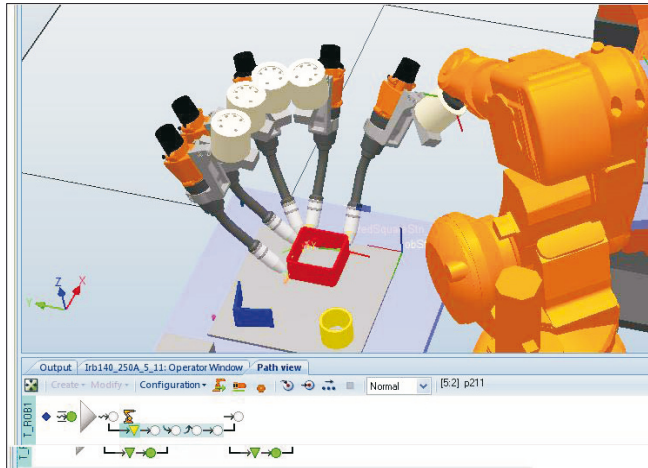 Z
X
Y
Output
Irb140_250A_5_11: Operator Window
Path view
Create
Modify
Configuration
Normal
[5:2] p211
T_ROB1